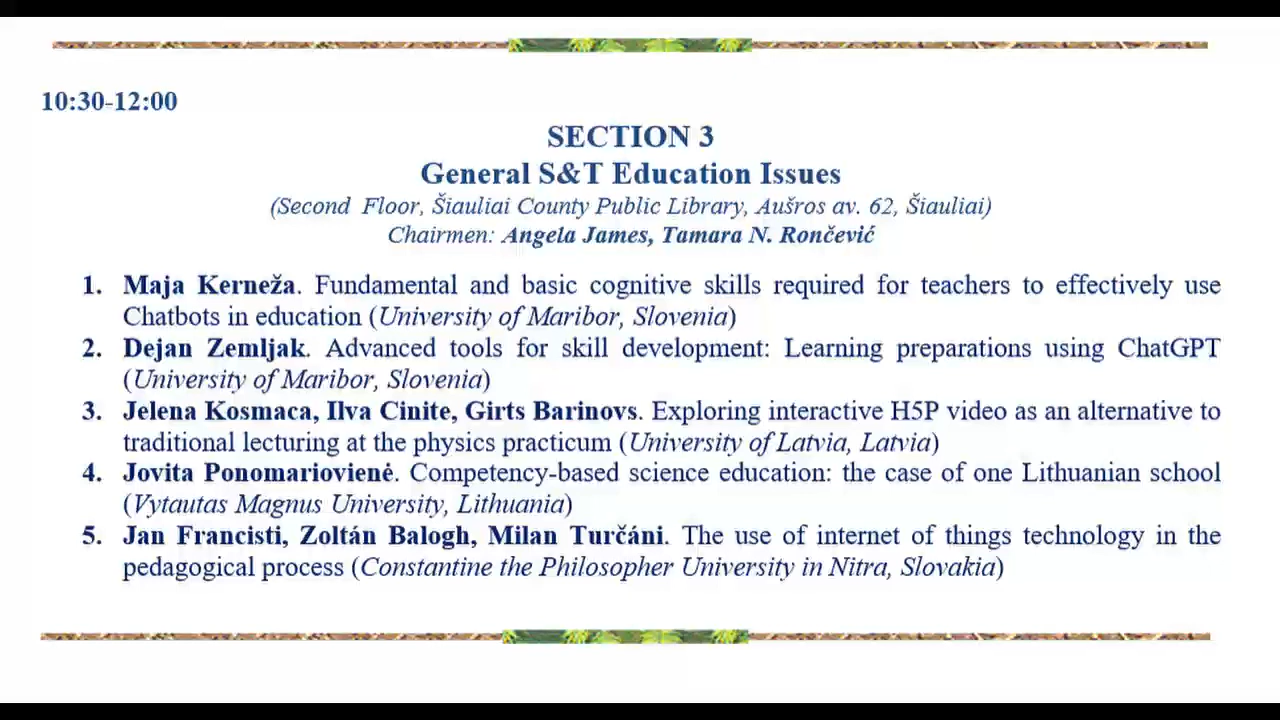 10:30-12:00
SECTION 3
General S&T Education Issues
(Second Floor, Šiauliai County Public Library, Aušros av. 62, Šiauliai)
Chairmen: Angela James, Tamara N. Rončević
1. Maja Kerneža. Fundamental and basic cognitive skills required for teachers to effectively use
Chatbots in education (University of Maribor, Slovenia)
2. Dejan Zemljak. Advanced tools for skill development: Learning preparations using ChatGPT
(University of Maribor, Slovenia)
3. Jelena Kosmaca, Ilva Cinite, Girts Barinovs. Exploring interactive H5P video as an alternative to
traditional lecturing at the physics practicum (University of Latvia, Latvia)
4. Jovita Ponomariovienė. Competency-based science education: the case of one Lithuanian school
(Vytautas Magnus University, Lithuania)
5. Jan Francisti, Zoltán Balogh, Milan Turčáni. The use of internet of things technology in the
pedagogical process (Constantine the Philosopher University in Nitra, Slovakia)